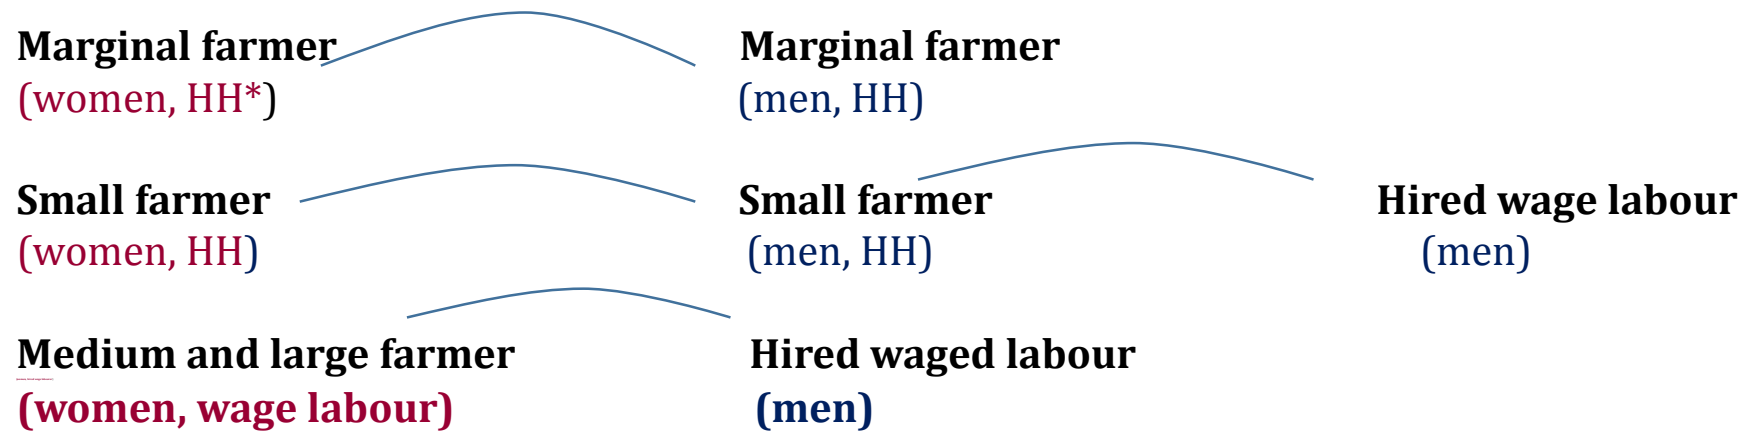 Marginal farmer Marginal farmer
(women, HH*) (men, HH)
Small farmer Small farmer Hired wage labour
(women, HH) (men, HH) (men)
Medium and large farmer Hired waged labour
(women, wage labour) (men)